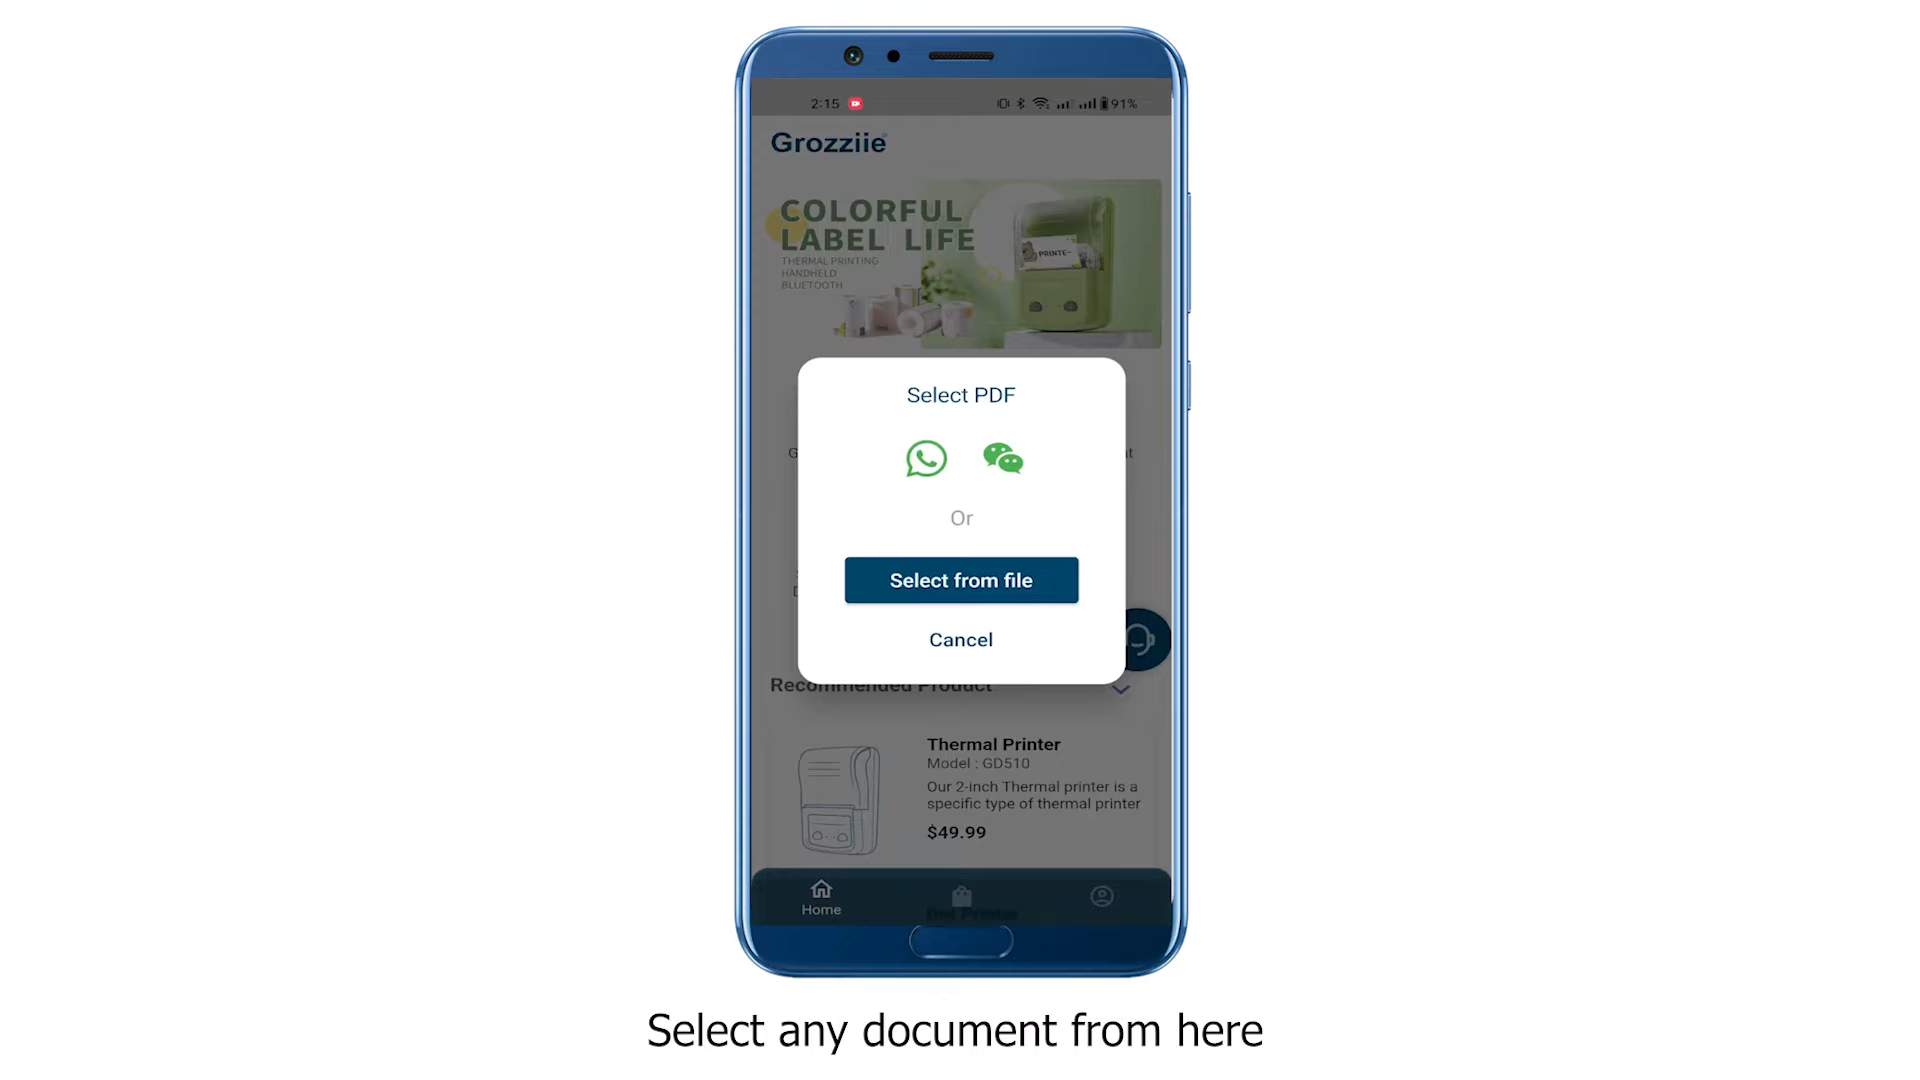 2:15 91%
Grozziie
COLORFUL
LABEL LIFE
THERMAL PRINTING
HANDHELD
BLUETOOTH
PRINTE-
Select PDF
Or
Select from file
Cancel
Recommended Product
Thermal Printer
Model : GD510
Our 2-inch Thermal printer is a
specific type of thermal printer
$49.99
Home
Select any document from here